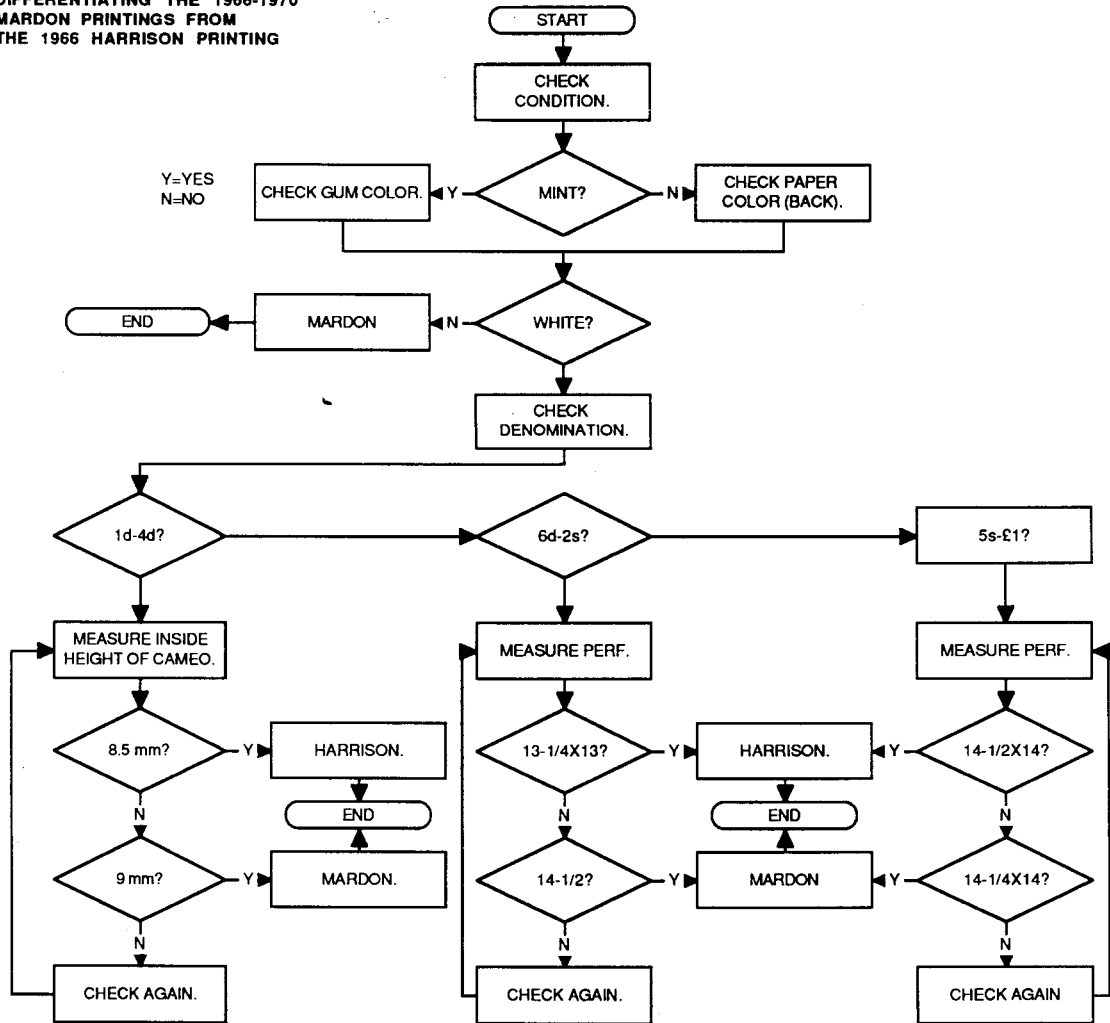 DIFFERENTIATING THE 1966-1970
MARDON PRINTINGS FROM
THE 1966 HARRISON PRINTING
START
CHECK
CONDITION.
Y=YES
N=NO
CHECK GUM COLOR.
Y
MINT?
N
CHECK PAPER
COLOR (BACK).
END
MARDON
N
WHITE?
CHECK
DENOMINATION.
1d-4d?
6d-2s?
5s-£1?
MEASURE INSIDE
HEIGHT OF CAMEO.
MEASURE PERF.
MEASURE PERF.
8.5 mm?
Y
HARRISON.
13-1/4X13?
Y
HARRISON.
Y
14-1/2X14?
N
END
N
END
N
9 mm?
Y
MARDON.
14-1/2?
Y
MARDON
Y
14-1/4X14?
N
N
N
CHECK AGAIN.
CHECK AGAIN.
CHECK AGAIN